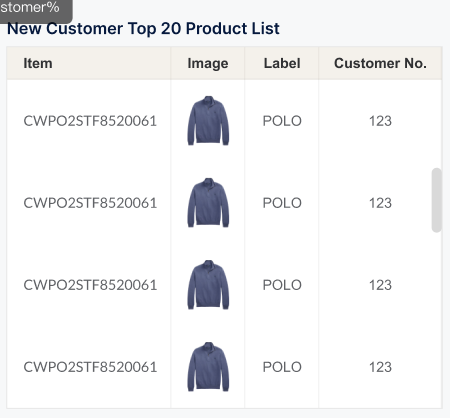 stomer%
New Customer Top 20 Product List
Item Image Label Customer No.
CWPO2STF8520061 POLO 123
CWPO2STF8520061 POLO 123
CWPO2STF8520061 POLO 123
CWPO2STF8520061 POLO 123